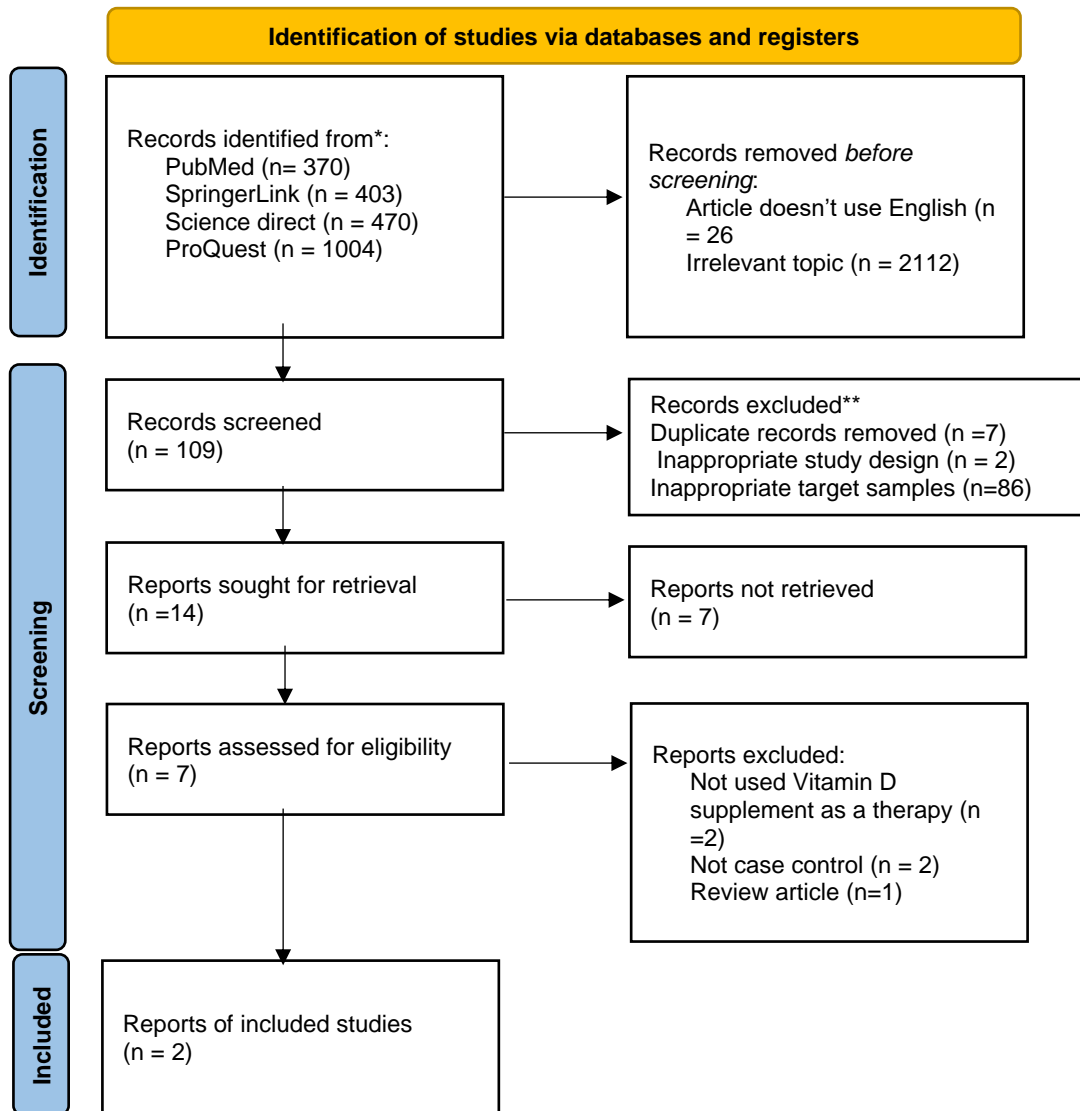 Identification of studies via databases and registers
Identification
Records identified from*:
PubMed (n= 370)
SpringerLink (n = 403)
Science direct (n = 470)
ProQuest (n = 1004)
Records removed before
screening:
Article doesn’t use English (n
= 26
Irrelevant topic (n = 2112)
Screening
Records screened
(n = 109)
Records excluded**
Duplicate records removed (n =7)
Inappropriate study design (n = 2)
Inappropriate target samples (n=86)
Reports sought for retrieval
(n =14)
Reports not retrieved
(n = 7)
Reports assessed for eligibility
(n = 7)
Reports excluded:
Not used Vitamin D
supplement as a therapy (n
=2)
Not case control (n = 2)
Review article (n=1)
Included
Reports of included studies
(n = 2)